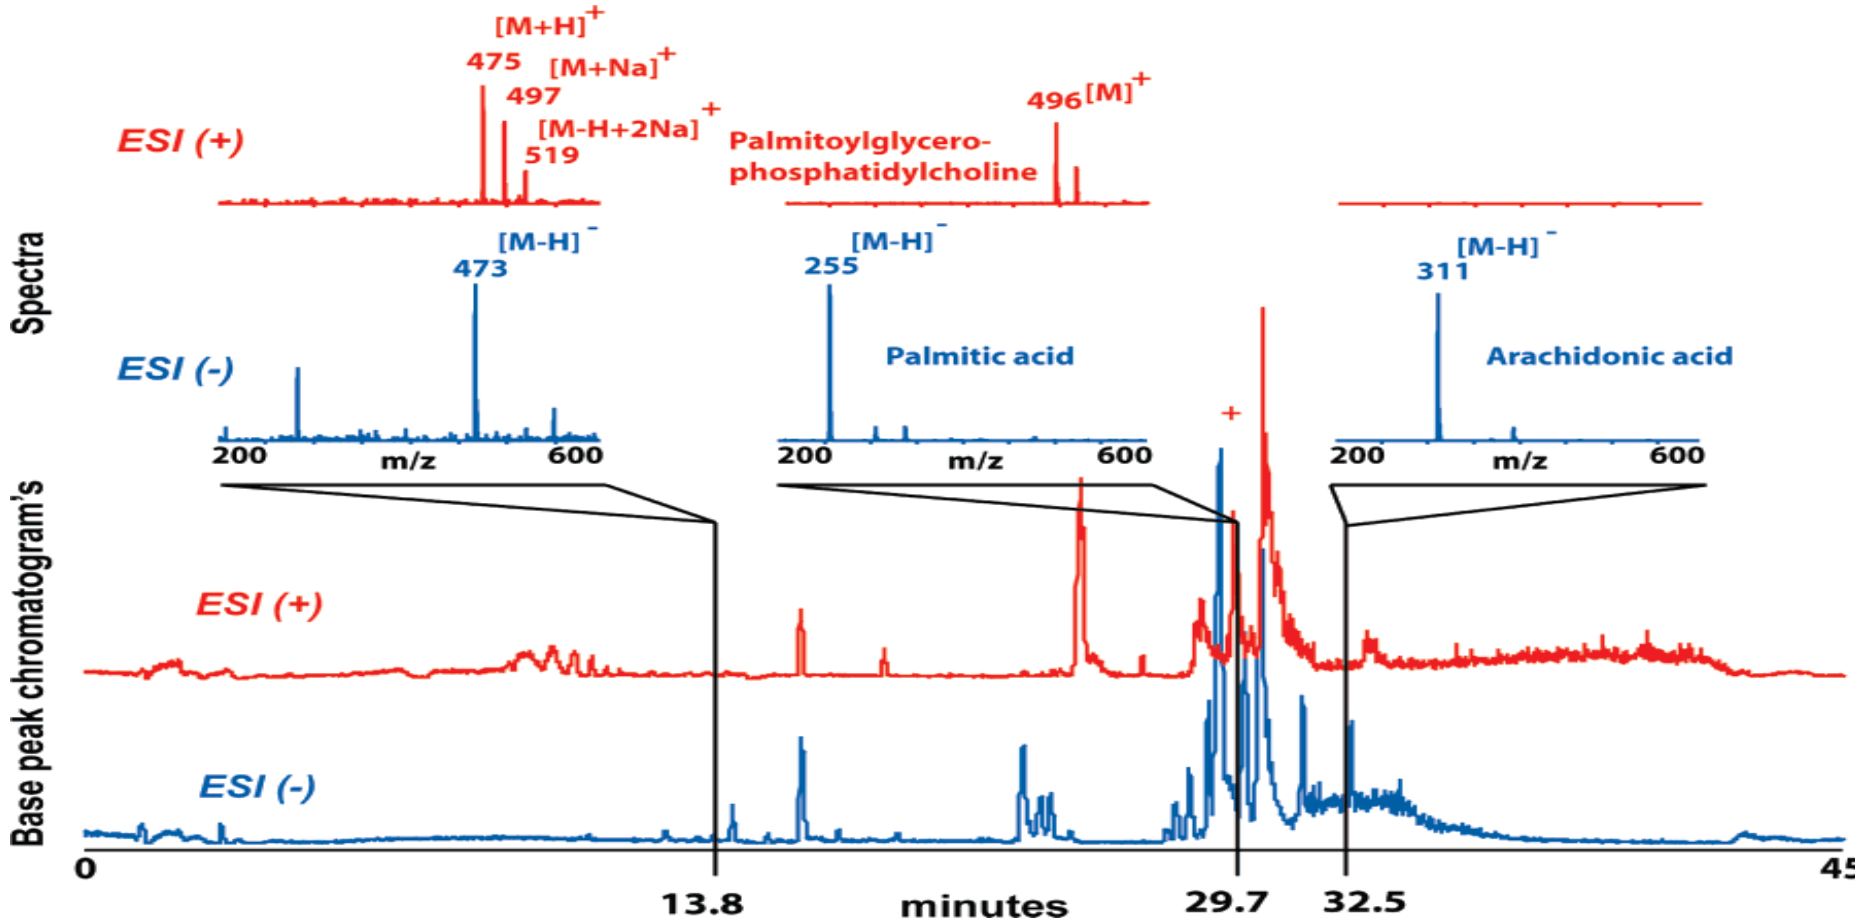 [M+H]+
475
[M+Na]+
497
[M-H+2Na]+
519
ESI (+)
496 [M]+
Palmitoylglycero-
phosphatidylcholine
Spectra
[M-H]-
473
[M-H]-
255
[M-H]-
311
ESI (-)
Palmitic acid
Arachidonic acid
200 m/z 600
200 m/z 600
200 m/z 600
+
Base peak chromatogram's
ESI (+)
ESI (-)
0
45
13.8
minutes
29.7
32.5